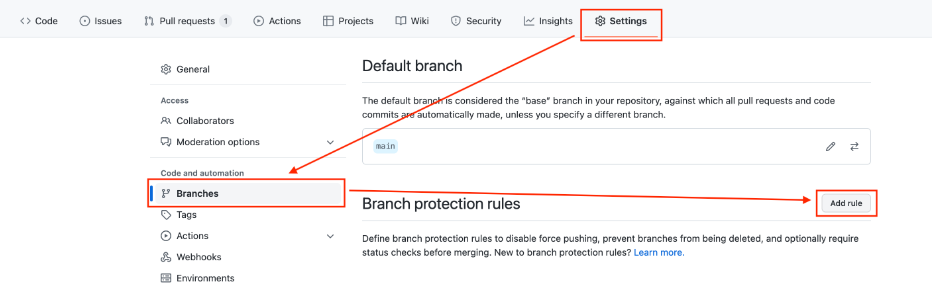 Code Issues Pull requests 1 Actions Projects Wiki Security Insights Settings
General
Access
Collaborators
Moderation options
Code and automation
Branches
Tags
Actions
Webhooks
Environments
Default branch
The default branch is considered the “base” branch in your repository, against which all pull requests and code
commits are automatically made, unless you specify a different branch.
main
Branch protection rules
Add rule
Define branch protection rules to disable force pushing, prevent branches from being deleted, and optionally require
status checks before merging. New to branch protection rules? Learn more.